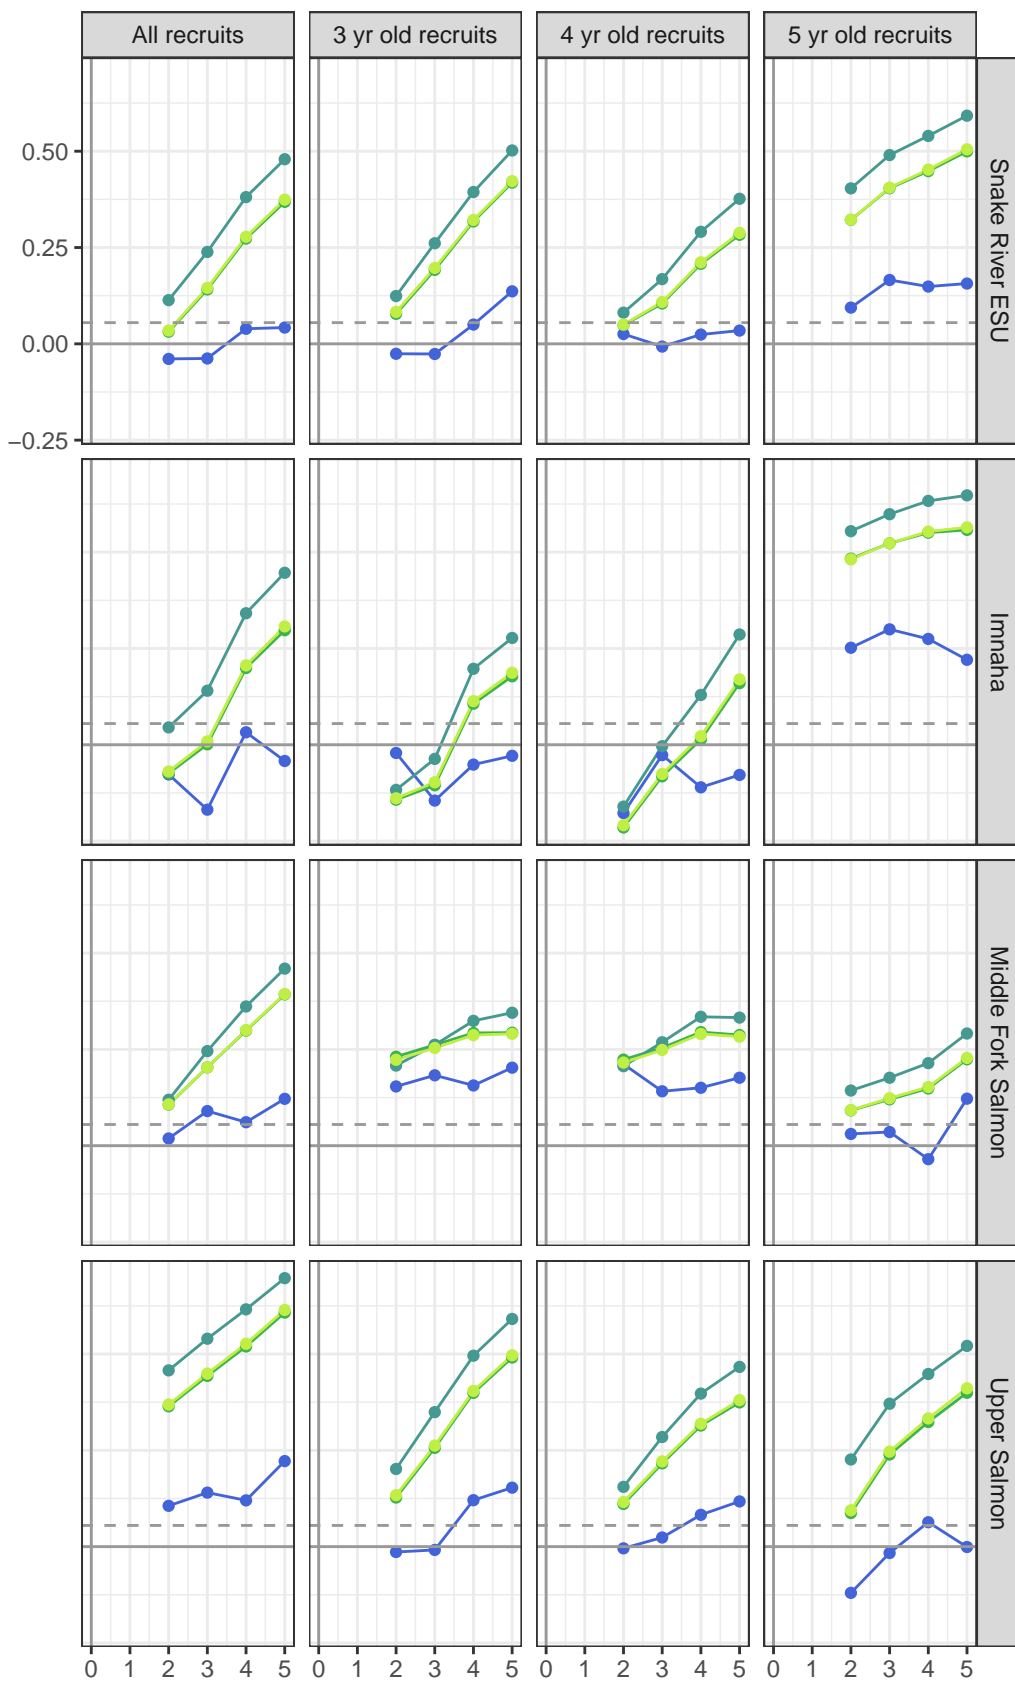 All recruits 3 yr old recruits 4 yr old recruits 5 yr old recruits
Snake River ESU
0.50
0.25
0.00
−0.25
Imnaha
Middle Fork Salmon
Upper Salmon
0 1 2 3 4 5 0 1 2 3 4 5 0 1 2 3 4 5 0 1 2 3 4 5